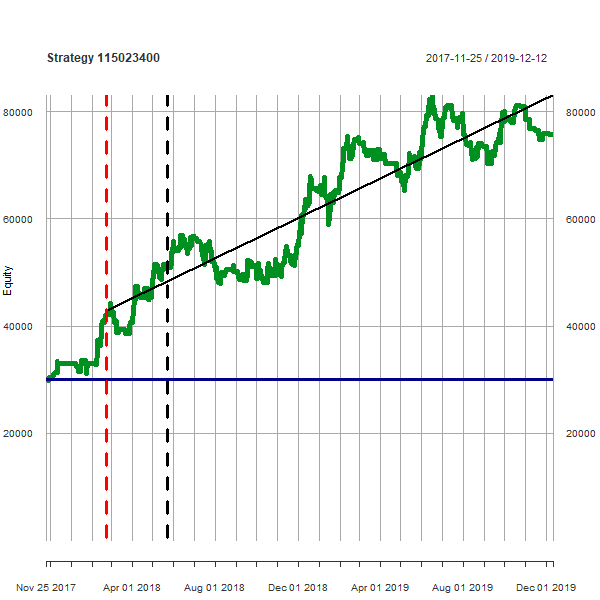 Strategy 115023400 2017-11-25 / 2019-12-12
80000 80000
60000 60000
Equity
40000 40000
20000 20000
Nov 25 2017 Apr 01 2018 Aug 01 2018 Dec 01 2018 Apr 01 2019 Aug 01 2019 Dec 01 2019